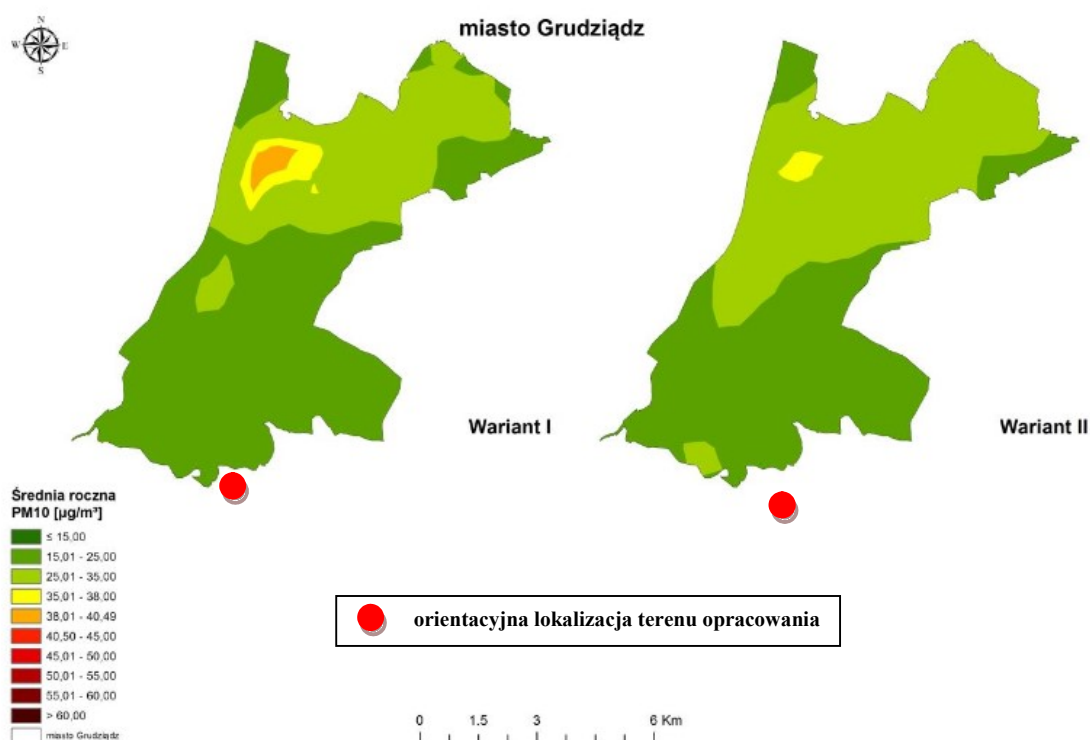 miasto Grudziądz
N
W E
S
Wariant I
Wariant II
Średnia roczna
PM10 [µg/m³]
≤ 15,00
15,01 - 25,00
25,01 - 35,00
35,01 - 38,00
38,01 - 40,49
40,50 - 45,00
45,01 - 50,00
50,01 - 55,00
55,01 - 60,00
> 60,00
miasto Grudziądz
orientacyjna lokalizacja terenu opracowania
0 1.5 3 6 Km